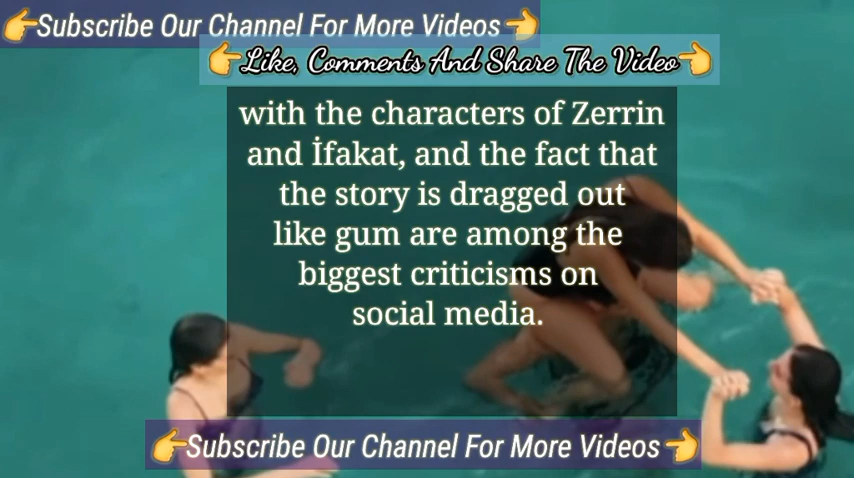 👉Subscribe Our Channel For More Videos👈
👉Like, Comments And Share The Video👈
with the characters of Zerrin
and İfakat, and the fact that
the story is dragged out
like gum are among the
biggest criticisms on
social media.
👉Subscribe Our Channel For More Videos👈